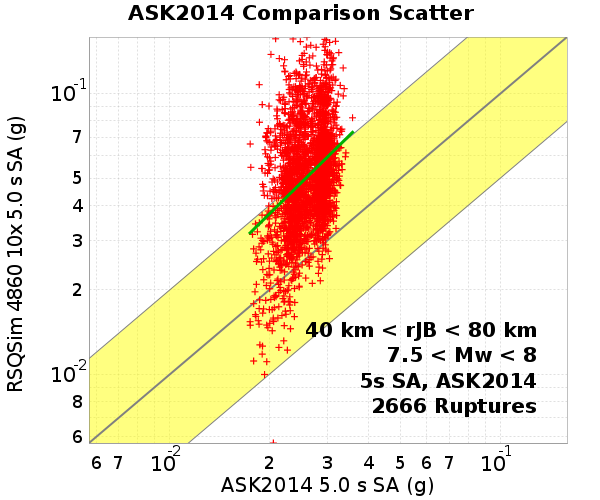 ASK2014 Comparison Scatter
RSQSim 4860 10x 5.0 s SA (g)
10-1
7
5
4
3
2
10-2
8
6
40 km < rJB < 80 km
7.5 < Mw < 8
5s SA, ASK2014
2666 Ruptures
6 7 10-2 2 3 4 5 6 7 10-1
ASK2014 5.0 s SA (g)